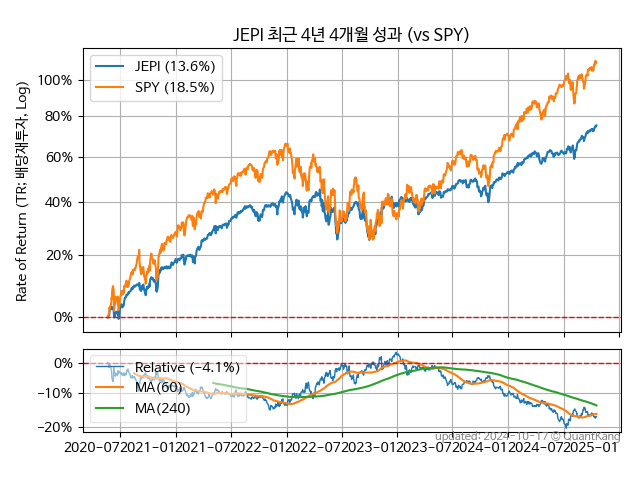 JEPI 최근 4년 4개월 성과 (vs SPY)
JEPI (13.6%)
SPY (18.5%)
100%
80%
60%
40%
20%
0%
Rate of Return (TR: 배당재투자, Log)
Relative (−4.1%)
MA(60)
MA(240)
0%
−10%
−20%
2020-07 2021-01 2021-07 2022-01 2022-07 2023-01 2023-07 2024-01 2024-07 2025-01
updated: 2024-10-17 © QuantKang